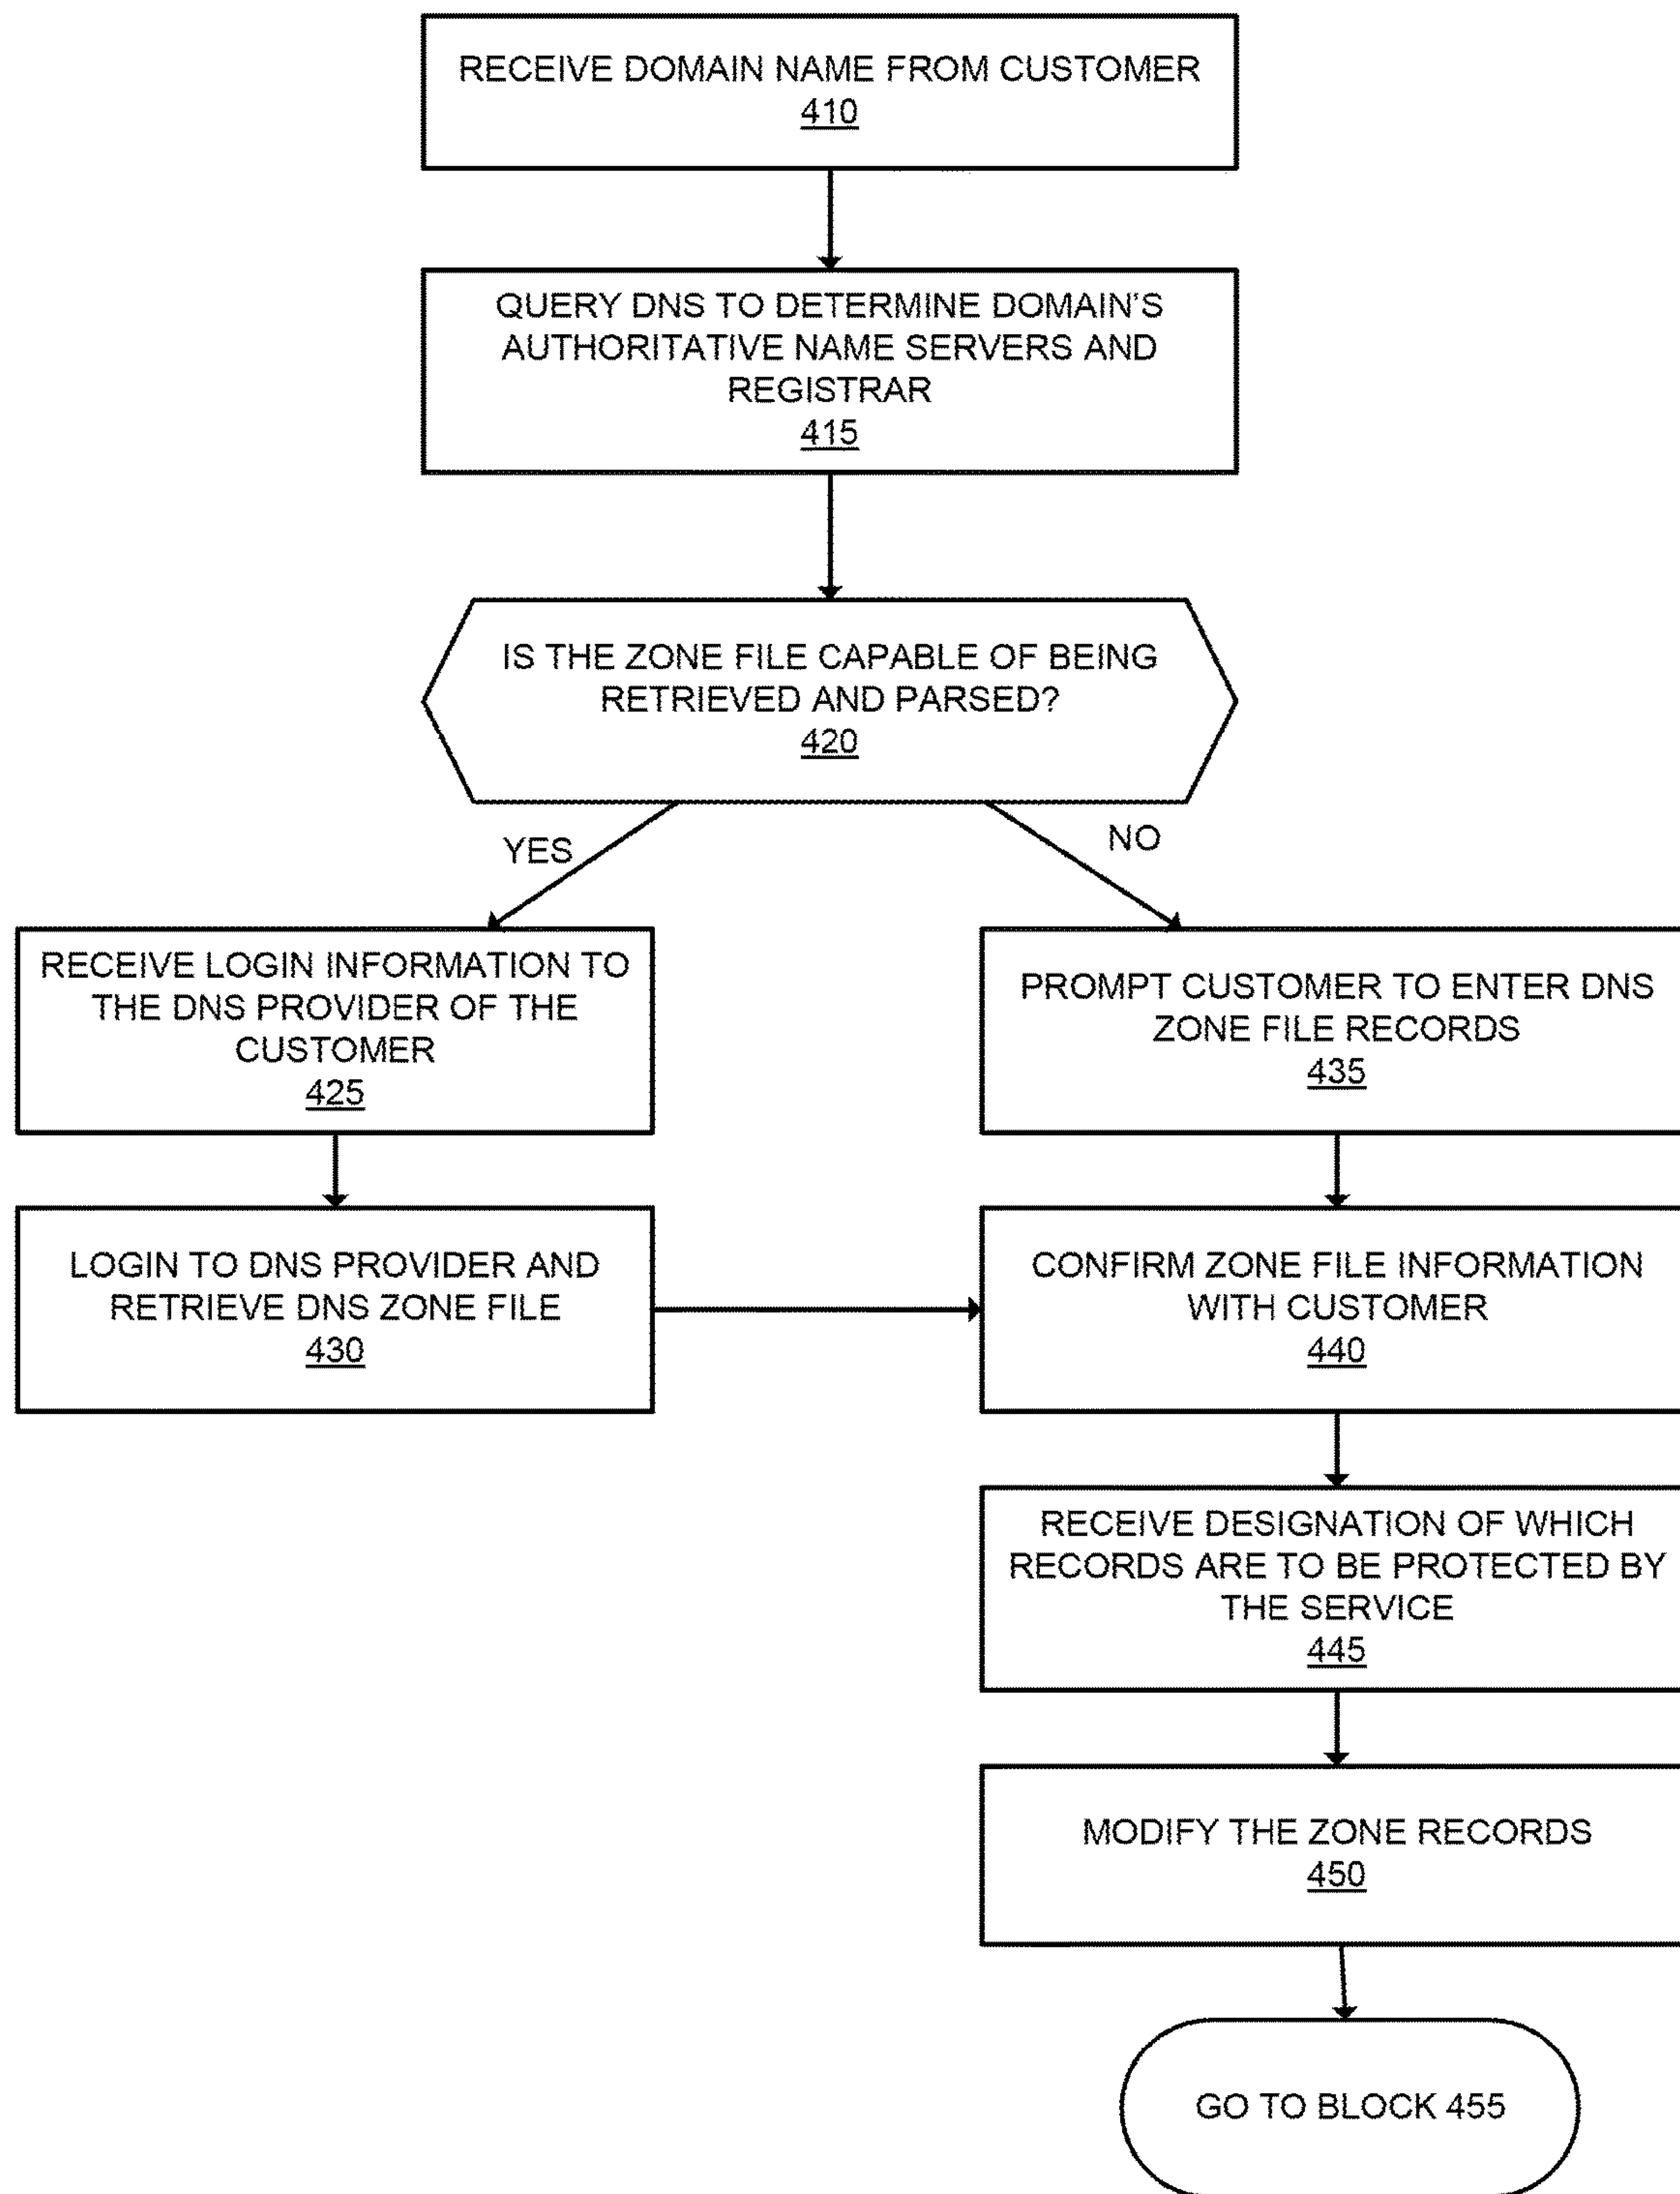 RECEIVE DOMAIN NAME FROM CUSTOMER
410
QUERY DNS TO DETERMINE DOMAIN'S
AUTHORITATIVE NAME SERVERS AND
REGISTRAR
415
IS THE ZONE FILE CAPABLE OF BEING
RETRIEVED AND PARSED?
420
YES
NO
RECEIVE LOGIN INFORMATION TO
THE DNS PROVIDER OF THE
CUSTOMER
425
PROMPT CUSTOMER TO ENTER DNS
ZONE FILE RECORDS
435
LOGIN TO DNS PROVIDER AND
RETRIEVE DNS ZONE FILE
430
CONFIRM ZONE FILE INFORMATION
WITH CUSTOMER
440
RECEIVE DESIGNATION OF WHICH
RECORDS ARE TO BE PROTECTED BY
THE SERVICE
445
MODIFY THE ZONE RECORDS
450
GO TO BLOCK 455